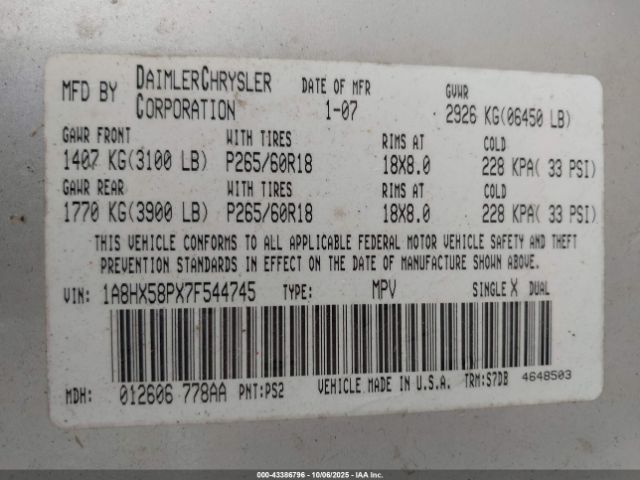 MFD BY DAIMLERCHRYSLER CORPORATION DATE OF MFR 1-07 GVWR 2926 KG(06450 LB)
GAWR FRONT WITH TIRES RIMS AT COLD
1407 KG(3100 LB) P265/60R18 18X8.0 228 KPA( 33 PSI)
GAWR REAR WITH TIRES RIMS AT COLD
1770 KG(3900 LB) P265/60R18 18X8.0 228 KPA( 33 PSI)
THIS VEHICLE CONFORMS TO ALL APPLICABLE FEDERAL MOTOR VEHICLE SAFETY AND THEFT
PREVENTION STANDARDS IN EFFECT ON THE DATE OF MANUFACTURE SHOWN ABOVE.
VIN: 1A8HX58PX7F544745 TYPE: MPV SINGLE X DUAL
MDH: 012606 778AA PNT:PS2 VEHICLE MADE IN U.S.A. TRM:S7DB 4648503
000-43386796 - 10/06/2025 - IAAI.COM